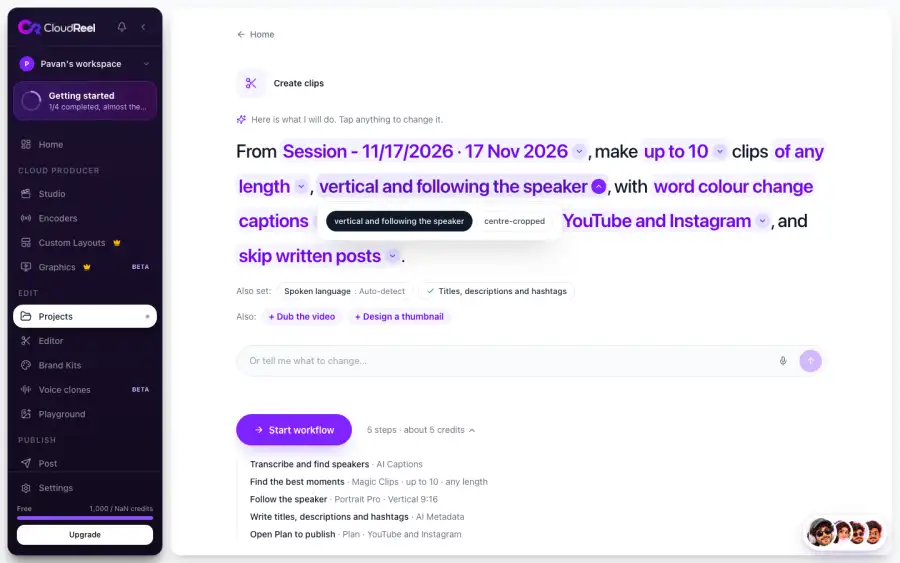 CloudReel
P Pavan's workspace
Getting started
1/4 completed, almost the...
Home
CLOUD PRODUCER
Studio
Encoders
Custom Layouts
Graphics BETA
EDIT
Projects
Editor
Brand Kits
Voice clones BETA
Playground
PUBLISH
Post
Settings
Free 1,000 / NaN credits
Upgrade
← Home
Create clips
Here is what I will do. Tap anything to change it.
From Session - 11/17/2026 · 17 Nov 2026 , make up to 10 clips of any
length , vertical and following the speaker , with word colour change
captions YouTube and Instagram , and
vertical and following the speaker centre-cropped
skip written posts .
Also set: Spoken language : Auto-detect ✓ Titles, descriptions and hashtags
Also: + Dub the video + Design a thumbnail
Or tell me what to change...
→ Start workflow 5 steps · about 5 credits
Transcribe and find speakers · AI Captions
Find the best moments · Magic Clips · up to 10 · any length
Follow the speaker · Portrait Pro · Vertical 9:16
Write titles, descriptions and hashtags · AI Metadata
Open Plan to publish · Plan · YouTube and Instagram